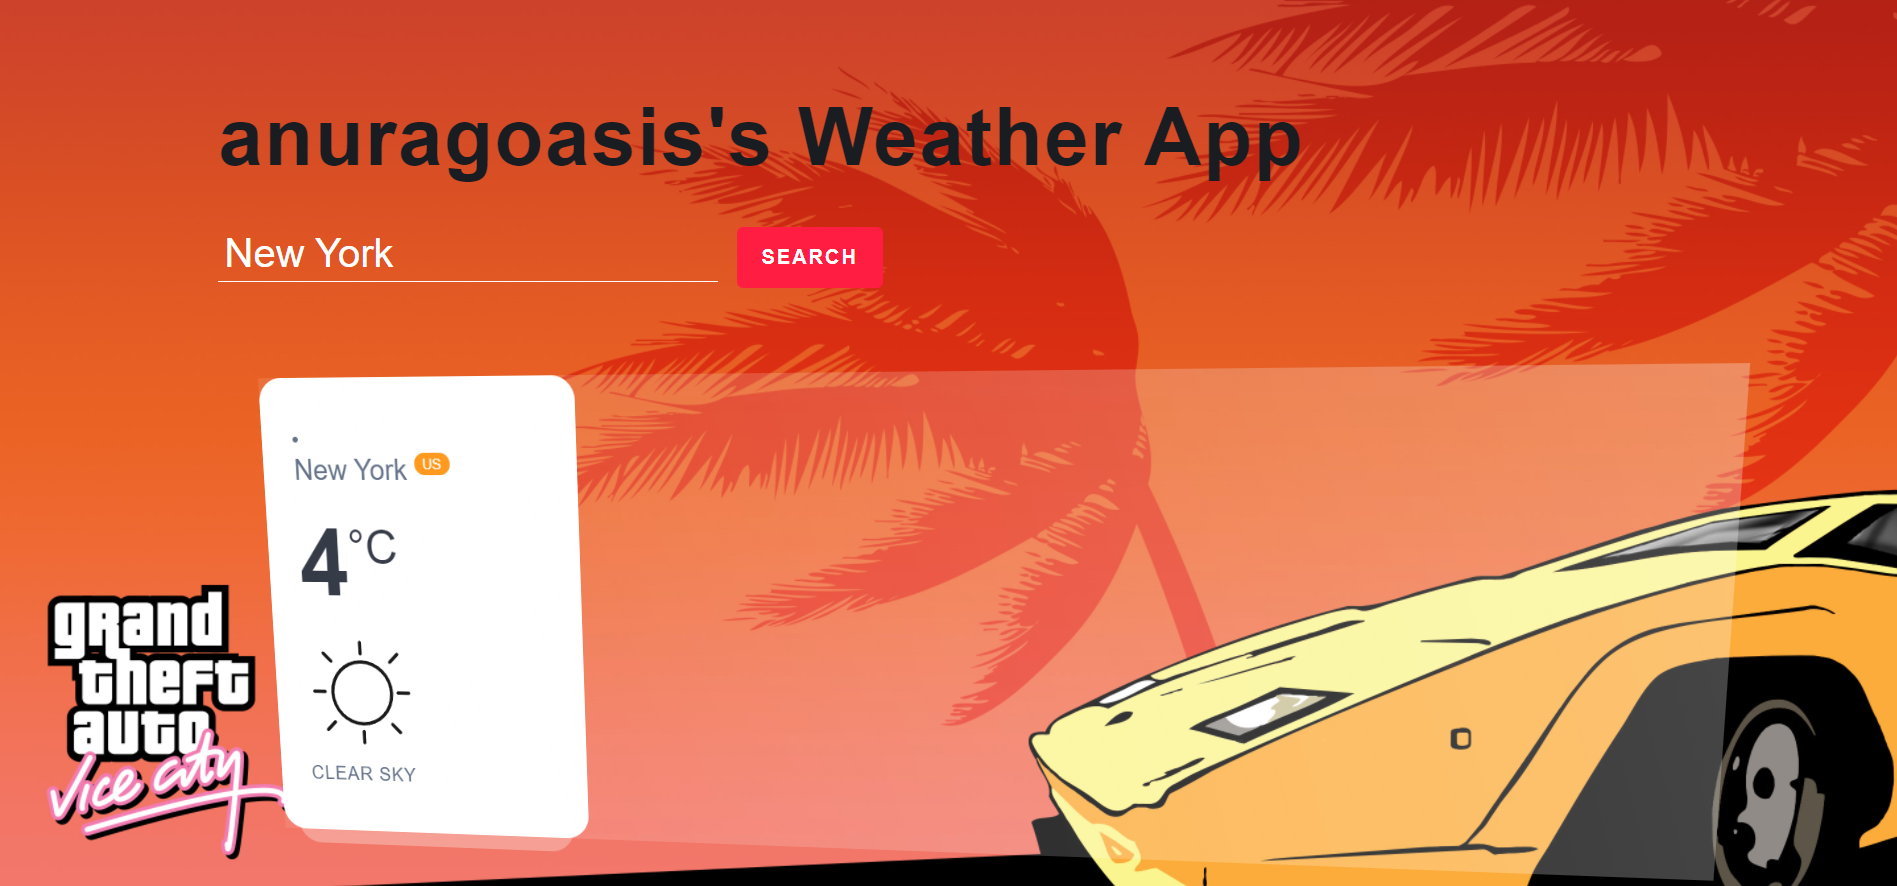 anuragoasis's Weather App
New York
SEARCH
New York US
4°C
CLEAR SKY
grand
theft
auto
vice city